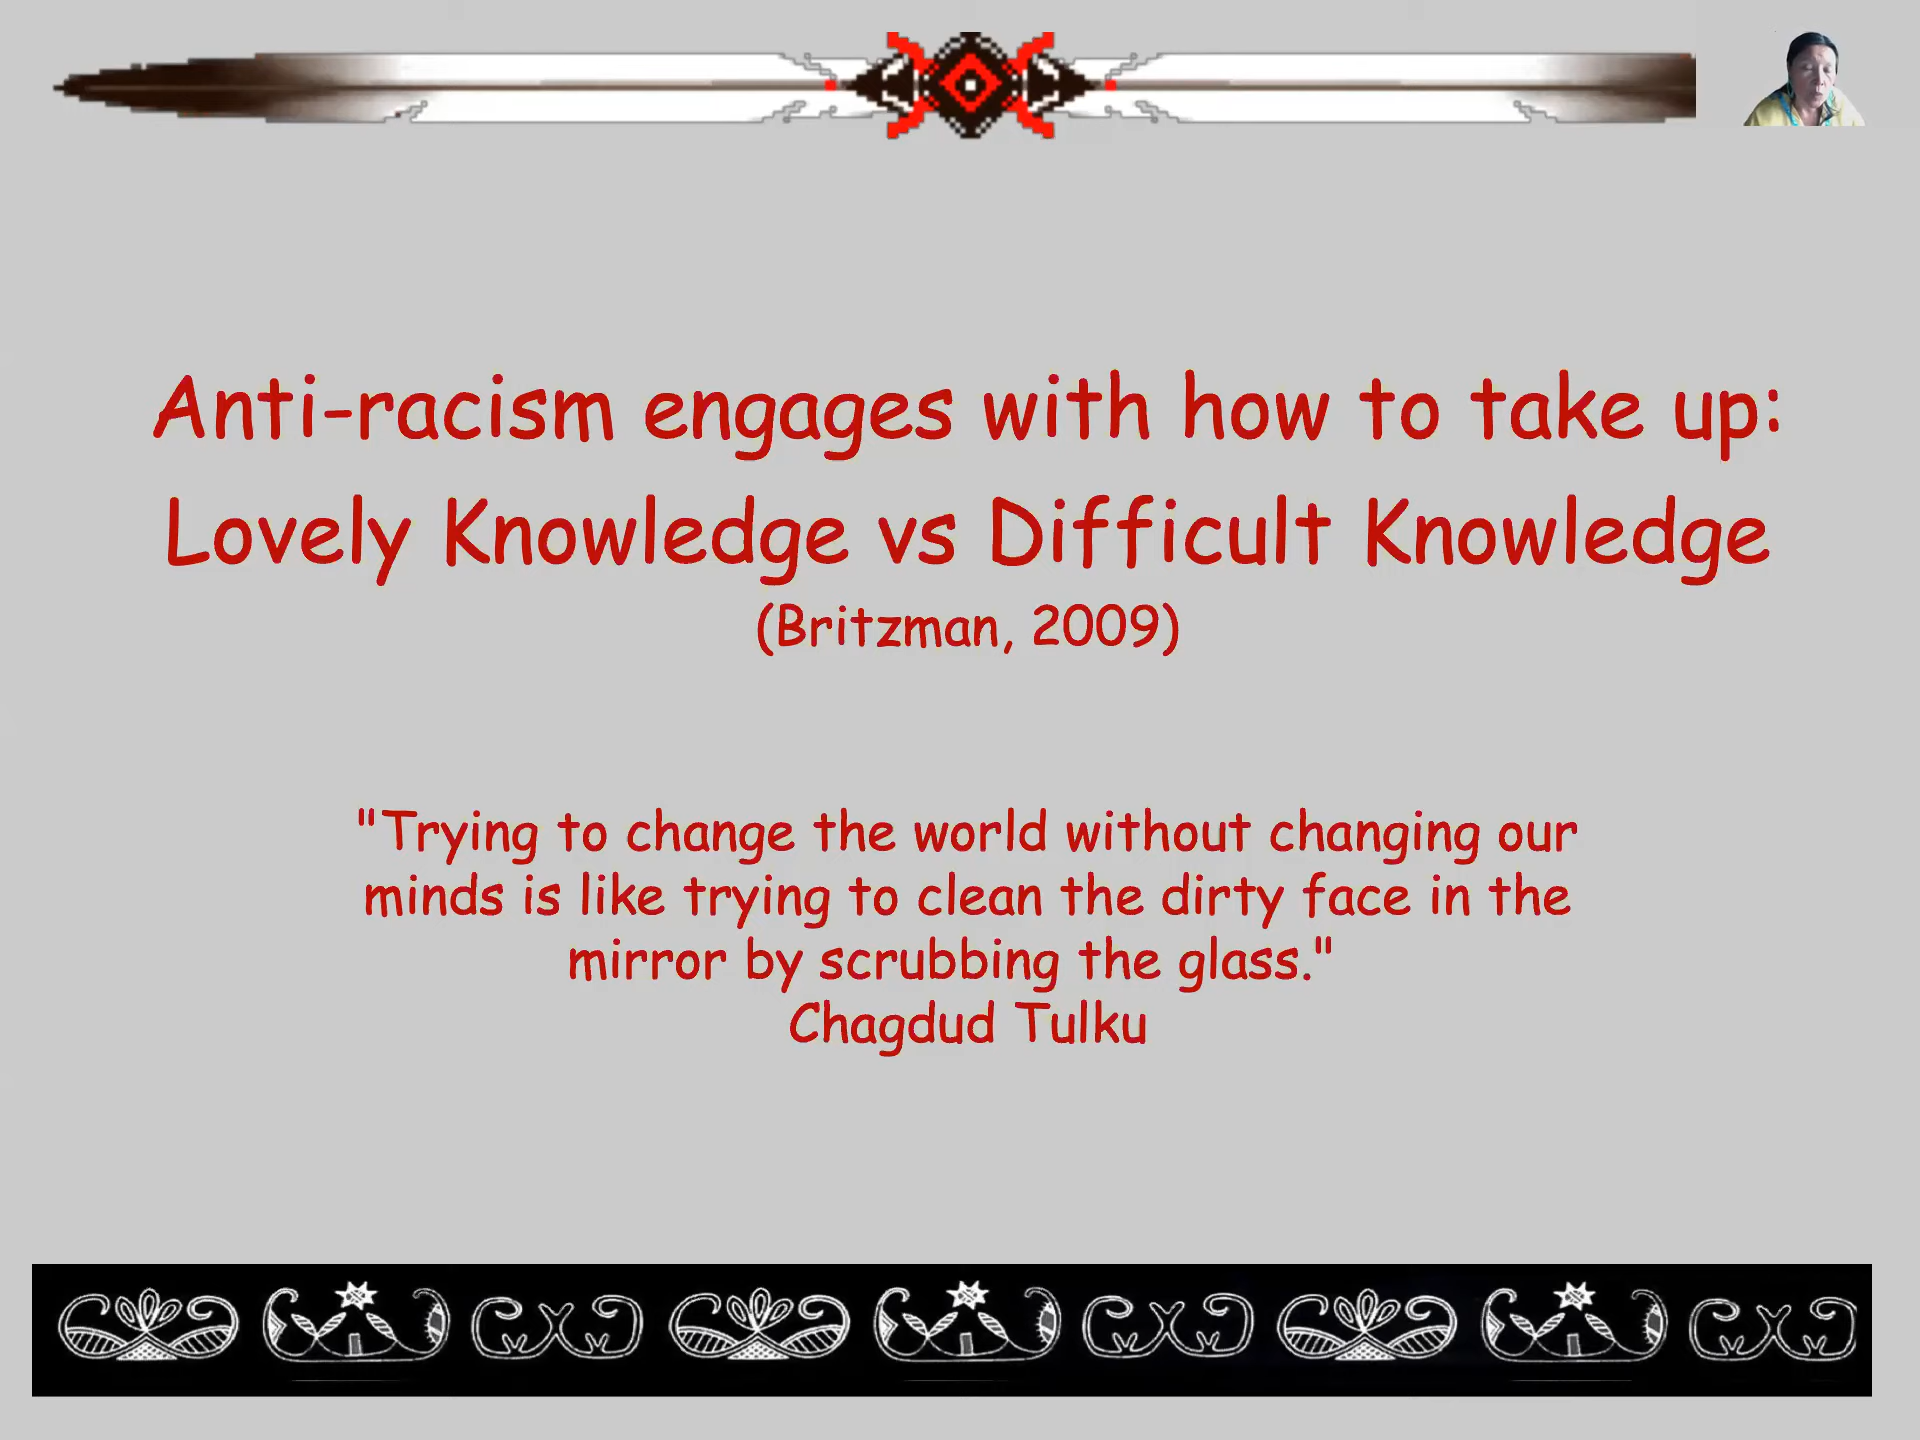 Anti-racism engages with how to take up:
Lovely Knowledge vs Difficult Knowledge
(Britzman, 2009)
"Trying to change the world without changing our
minds is like trying to clean the dirty face in the
mirror by scrubbing the glass."
Chagdud Tulku